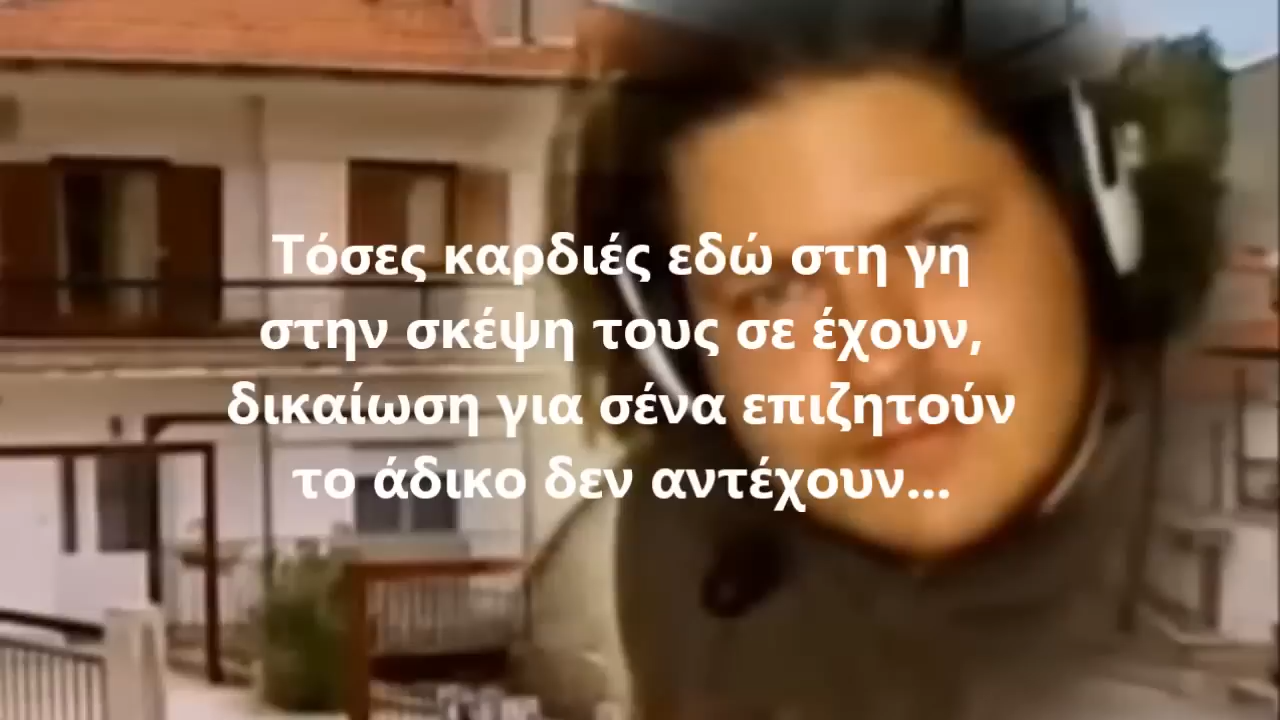 Τόσες καρδιές εδώ στη γη
στην σκέψη τους σε έχουν,
δικαίωση για σένα επιζητούν
το άδικο δεν αντέχουν...